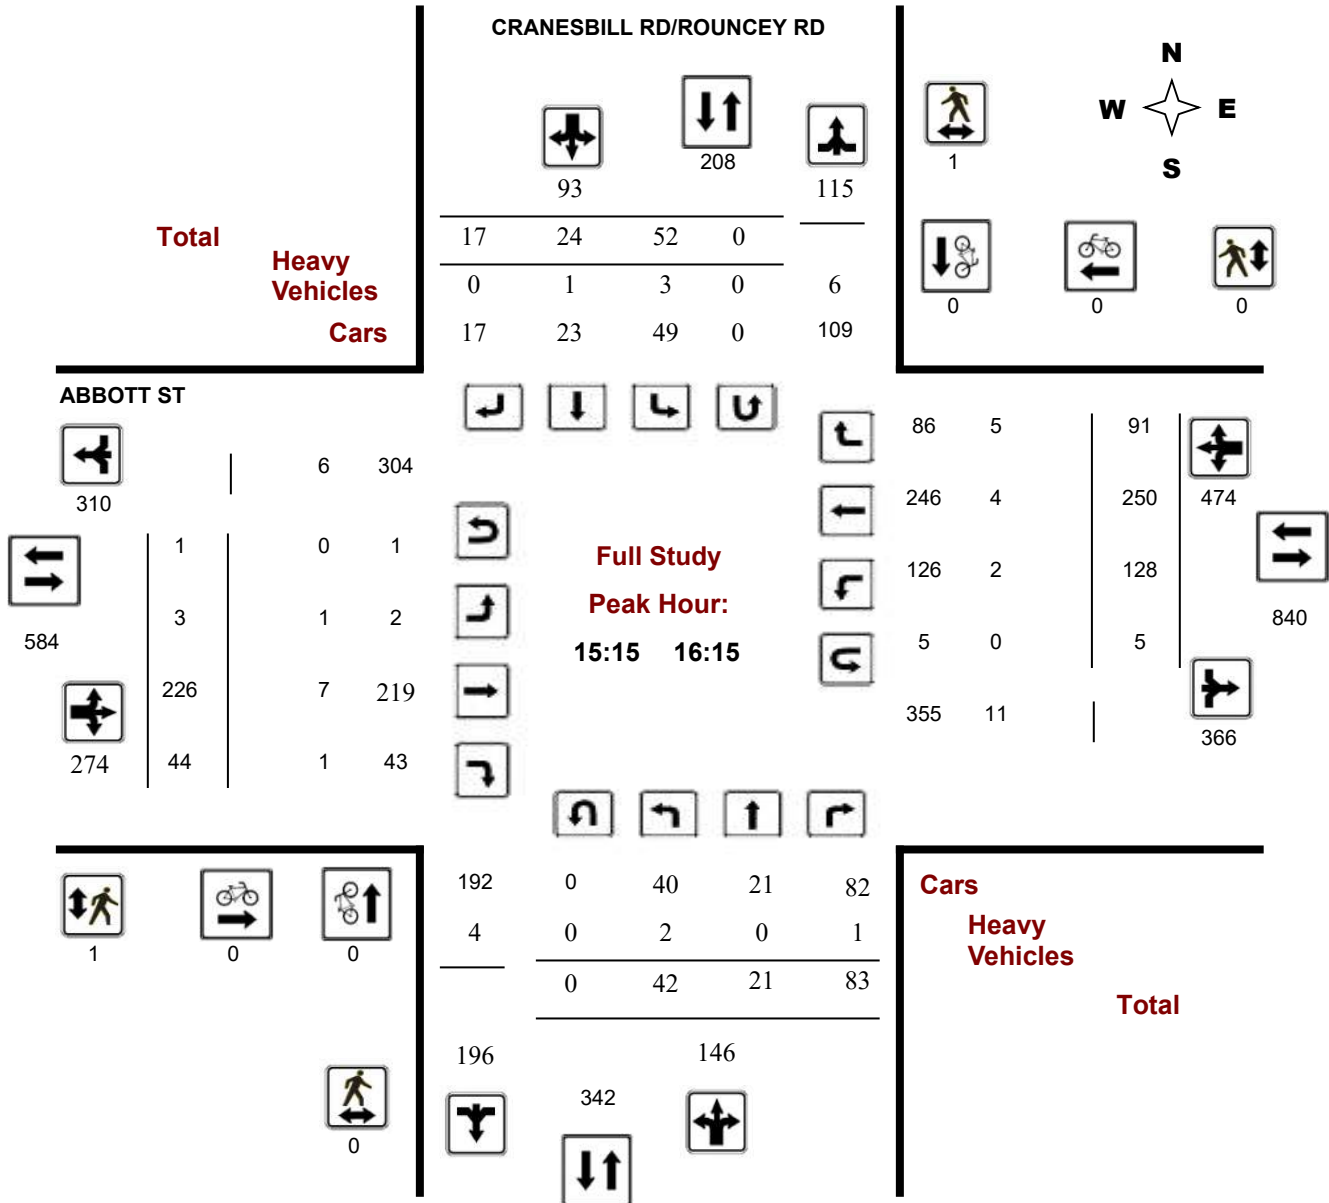 CRANESBILL RD/ROUNCEY RD
N
W E
S
93
208
115
1
Total
17 24 52 0
Heavy
Vehicles
0 1 3 0 6
Cars
17 23 49 0 109
0 0 0
ABBOTT ST
310
6 304
1 0 1
584
3 1 2
226 7 219
274
44 1 43
Full Study
Peak Hour:
15:15 16:15
86 5 91
246 4 250 474
126 2 128
840
5 0 5
355 11
366
1 0 0
192 0 40 21 82
4 0 2 0 1
0 42 21 83
Cars
Heavy
Vehicles
Total
196 146
342
0